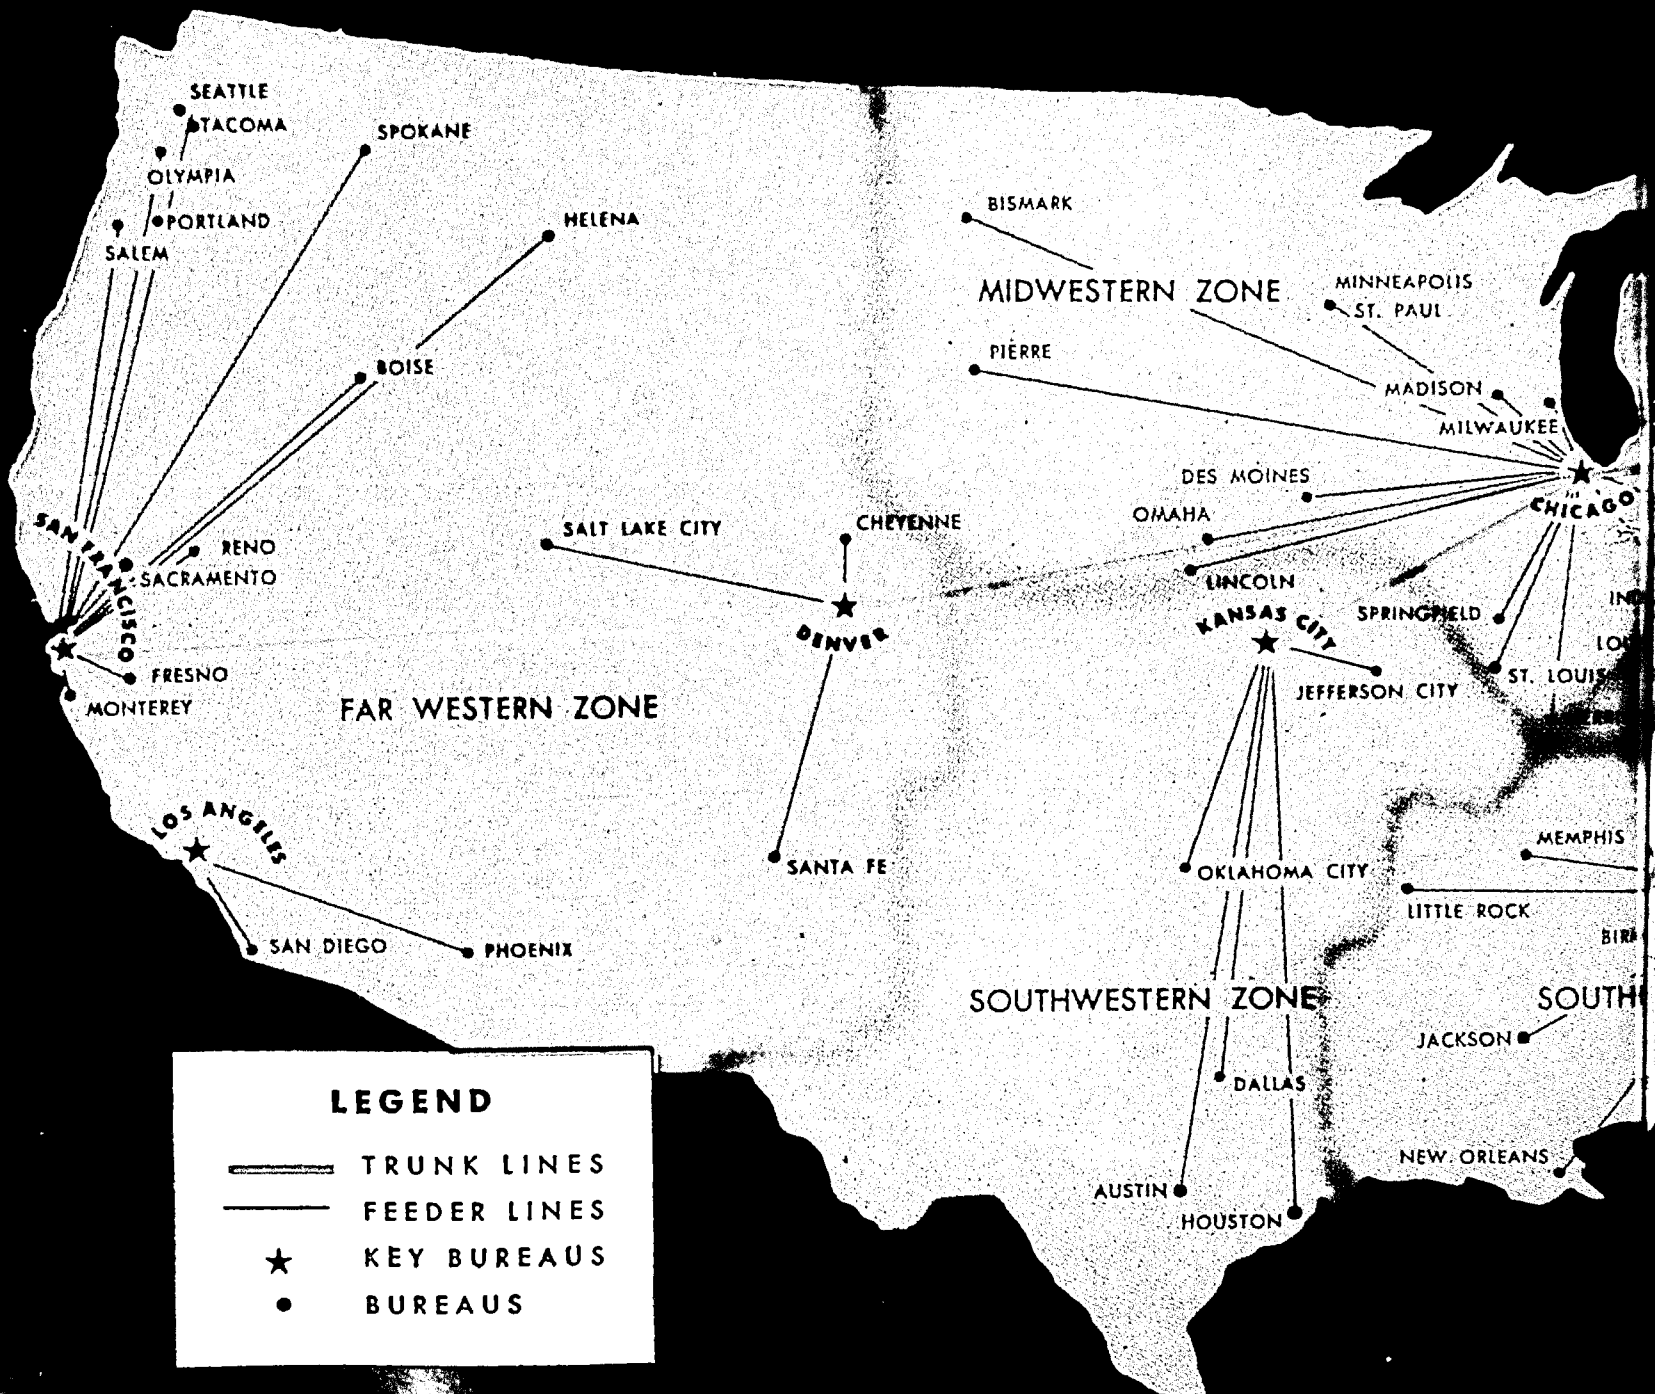 SEATTLE
TACOMA
SPOKANE
OLYMPIA
PORTLAND
SALEM
HELENA
BISMARK
MIDWESTERN ZONE
MINNEAPOLIS
ST. PAUL
PIERRE
BOISE
MADISON
MILWAUKEE
DES MOINES
OMAHA
CHICAGO
SAN FRANCISCO
RENO
SACRAMENTO
SALT LAKE CITY
CHEYENNE
LINCOLN
KANSAS CITY
SPRINGFIELD
DENVER
FRESNO
MONTEREY
FAR WESTERN ZONE
JEFFERSON CITY
ST. LOUIS
LOS ANGELES
SANTA FE
OKLAHOMA CITY
MEMPHIS
LITTLE ROCK
SAN DIEGO
PHOENIX
SOUTHWESTERN ZONE
SOUTH
JACKSON
DALLAS
NEW ORLEANS
AUSTIN
HOUSTON
LEGEND
TRUNK LINES
FEEDER LINES
KEY BUREAUS
BUREAUS